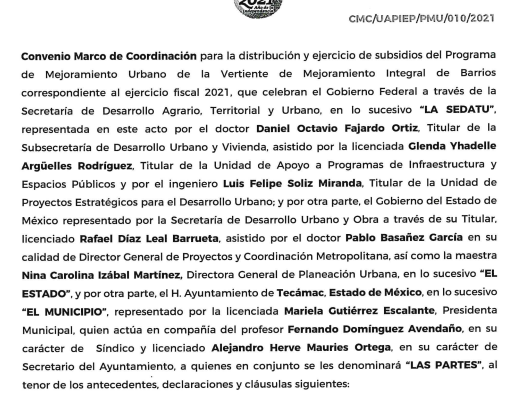 2021
Año de la
Independencia
CMC/UAPIEP/PMU/010/2021
Convenio Marco de Coordinación para la distribución y ejercicio de subsidios del Programa
de Mejoramiento Urbano de la Vertiente de Mejoramiento Integral de Barrios
correspondiente al ejercicio fiscal 2021, que celebran el Gobierno Federal a través de la
Secretaría de Desarrollo Agrario, Territorial y Urbano, en lo sucesivo "LA SEDATU",
representada en este acto por el doctor Daniel Octavio Fajardo Ortiz, Titular de la
Subsecretaría de Desarrollo Urbano y Vivienda, asistido por la licenciada Glenda Yhadelle
Argüelles Rodríguez, Titular de la Unidad de Apoyo a Programas de Infraestructura y
Espacios Públicos y por el ingeniero Luis Felipe Soliz Miranda, Titular de la Unidad de
Proyectos Estratégicos para el Desarrollo Urbano; y por otra parte, el Gobierno del Estado de
México representado por la Secretaría de Desarrollo Urbano y Obra a través de su Titular,
licenciado Rafael Díaz Leal Barrueta, asistido por el doctor Pablo Basañez García en su
calidad de Director General de Proyectos y Coordinación Metropolitana, así como la maestra
Nina Carolina Izábal Martínez, Directora General de Planeación Urbana, en lo sucesivo "EL
ESTADO", y por otra parte, el H. Ayuntamiento de Tecámac, Estado de México, en lo sucesivo
"EL MUNICIPIO", representado por la licenciada Mariela Gutiérrez Escalante, Presidenta
Municipal, quien actúa en compañía del profesor Fernando Domínguez Avendaño, en su
carácter de Síndico y licenciado Alejandro Herve Mauries Ortega, en su carácter de
Secretario del Ayuntamiento, a quienes en conjunto se les denominará "LAS PARTES", al
tenor de los antecedentes, declaraciones y cláusulas siguientes: